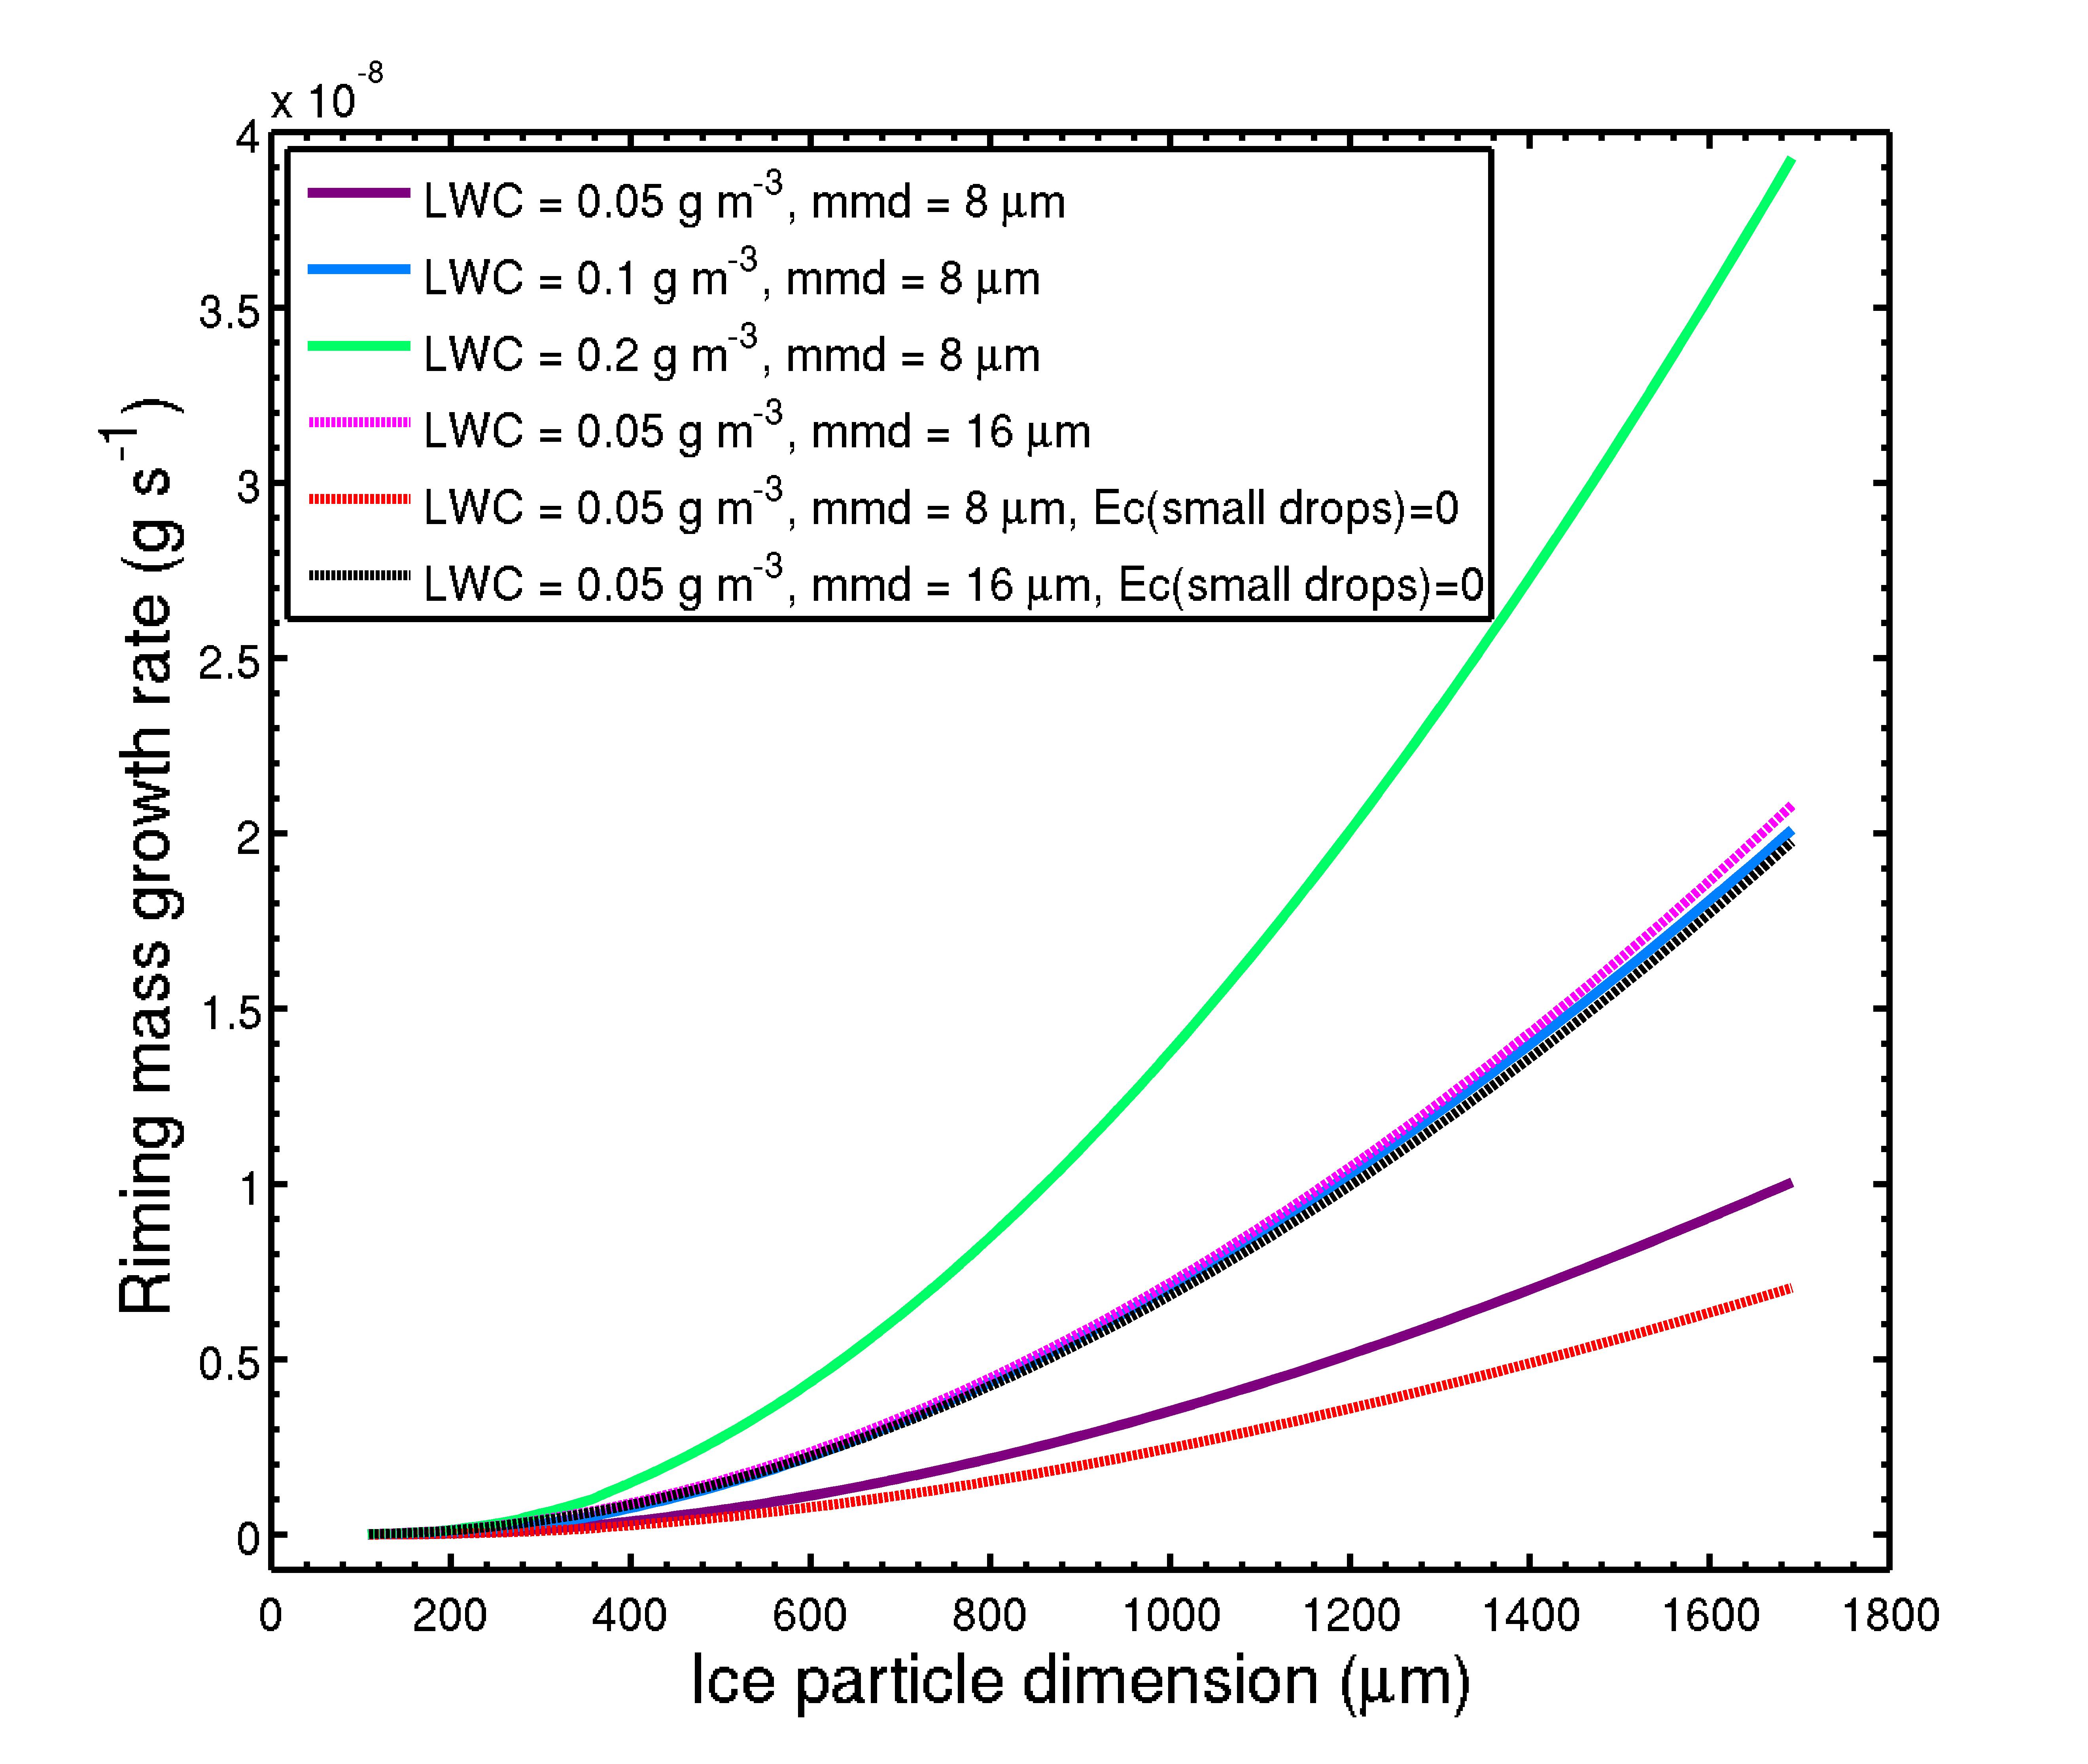 x 10⁻⁸
4
3.5
3
2.5
2
1.5
1
0.5
0
Riming mass growth rate (g s⁻¹)
LWC = 0.05 g m⁻³, mmd = 8 μm
LWC = 0.1 g m⁻³, mmd = 8 μm
LWC = 0.2 g m⁻³, mmd = 8 μm
LWC = 0.05 g m⁻³, mmd = 16 μm
LWC = 0.05 g m⁻³, mmd = 8 μm, Ec(small drops)=0
LWC = 0.05 g m⁻³, mmd = 16 μm, Ec(small drops)=0
0 200 400 600 800 1000 1200 1400 1600 1800
Ice particle dimension (μm)